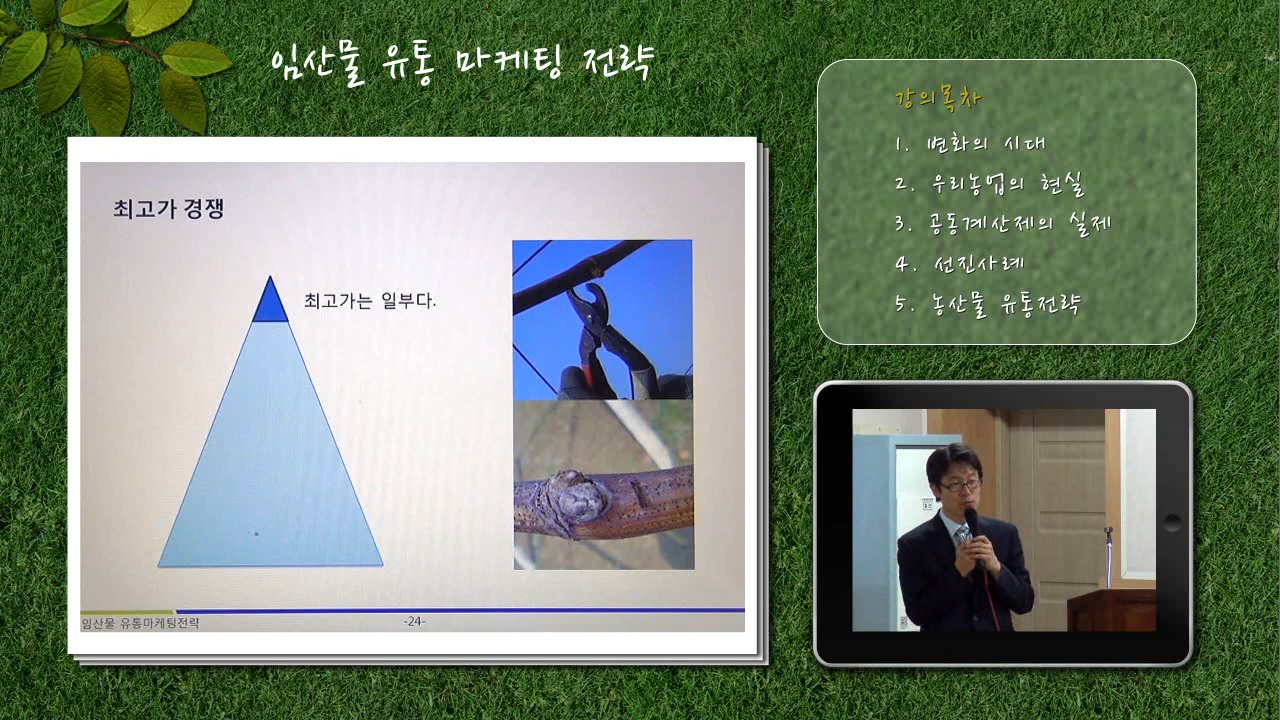 임산물 유통 마케팅 전략
최고가 경쟁
최고가는 일부다.
임산물 유통마케팅전략
-24-
강의목차
1. 변화의 시대
2. 우리농업의 현실
3. 공동계산제의 실제
4. 선진사례
5. 농산물 유통전략